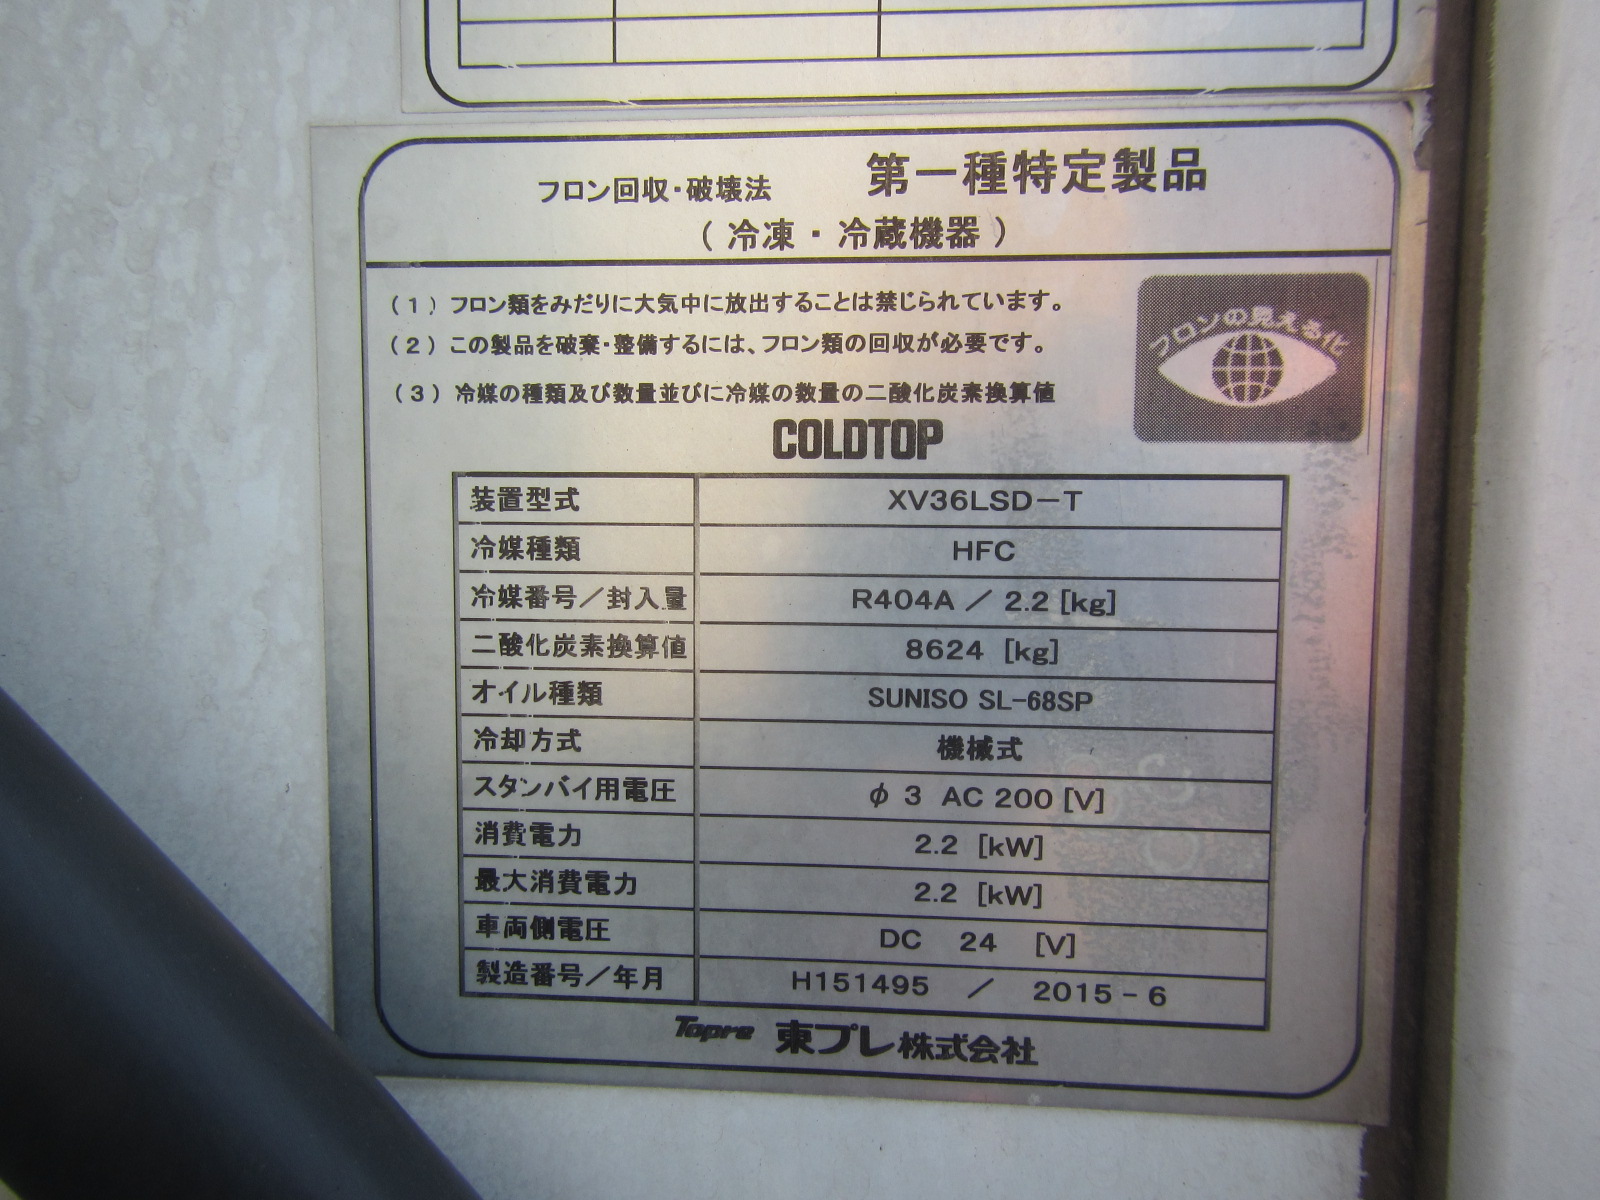 フロン回収・破壊法 第一種特定製品
(冷凍・冷蔵機器)
(1) フロン類をみだりに大気中に放出することは禁じられています。
(2) この製品を破棄・整備するには、フロン類の回収が必要です。
(3) 冷媒の種類及び数量並びに冷媒の数量の二酸化炭素換算値
フロンの見える化
COLDTOP
装置型式 XV36LSD-T
冷媒種類 HFC
冷媒番号/封入量 R404A / 2.2 [kg]
二酸化炭素換算値 8624 [kg]
オイル種類 SUNISO SL-68SP
冷却方式 機械式
スタンバイ用電圧 φ 3 AC 200 [V]
消費電力 2.2 [kW]
最大消費電力 2.2 [kW]
車両側電圧 DC 24 [V]
製造番号/年月 H151495 / 2015-6
Topre 東プレ株式会社